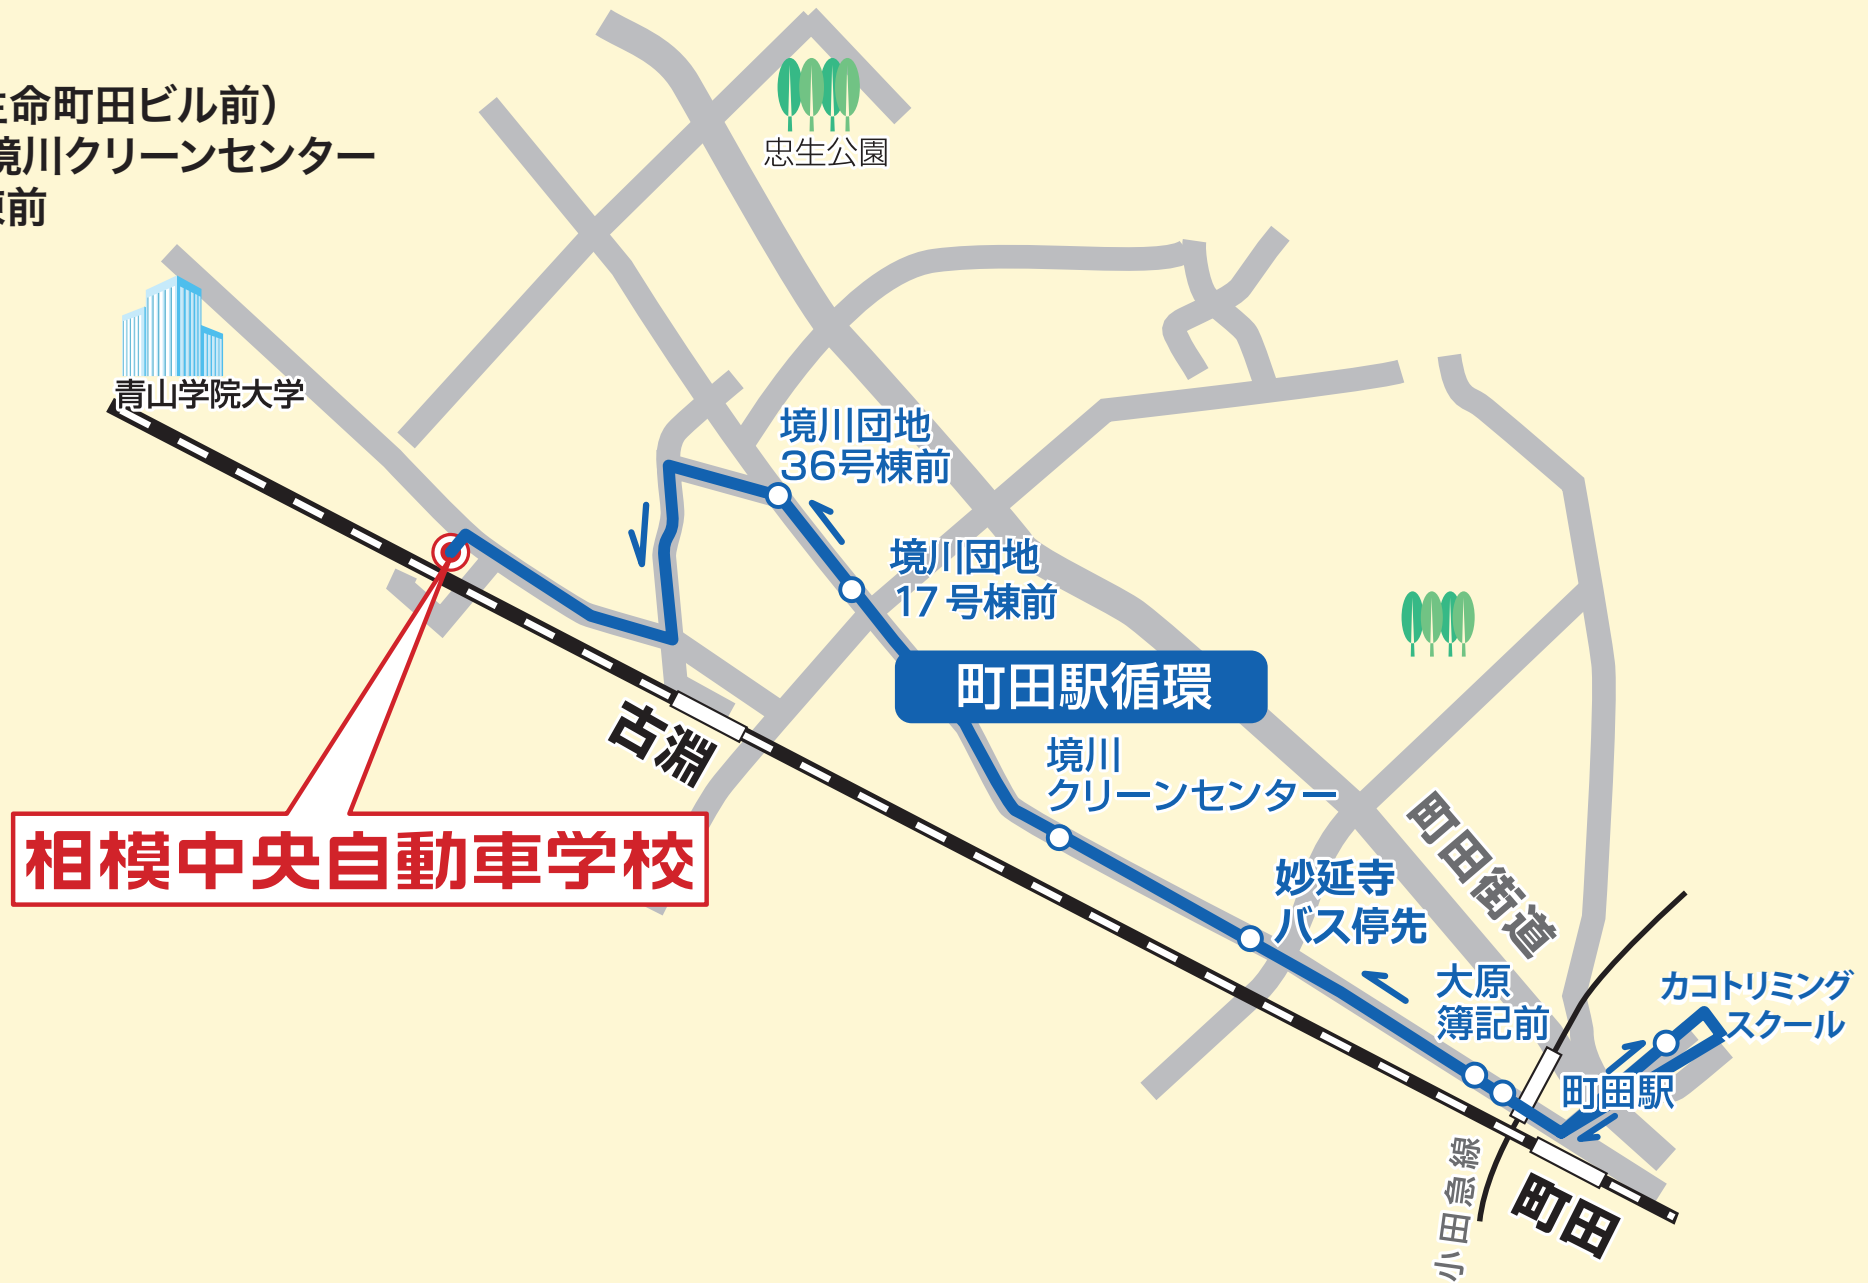 生命町田ビル前）
境川クリーンセンター
棟前
忠生公園
青山学院大学
境川団地
36号棟前
境川団地
17号棟前
町田駅循環
境川
クリーンセンター
古淵
相模中央自動車学校
町田街道
妙延寺
バス停先
大原
簿記前
カコトリミング
スクール
町田駅
小田急線
町田